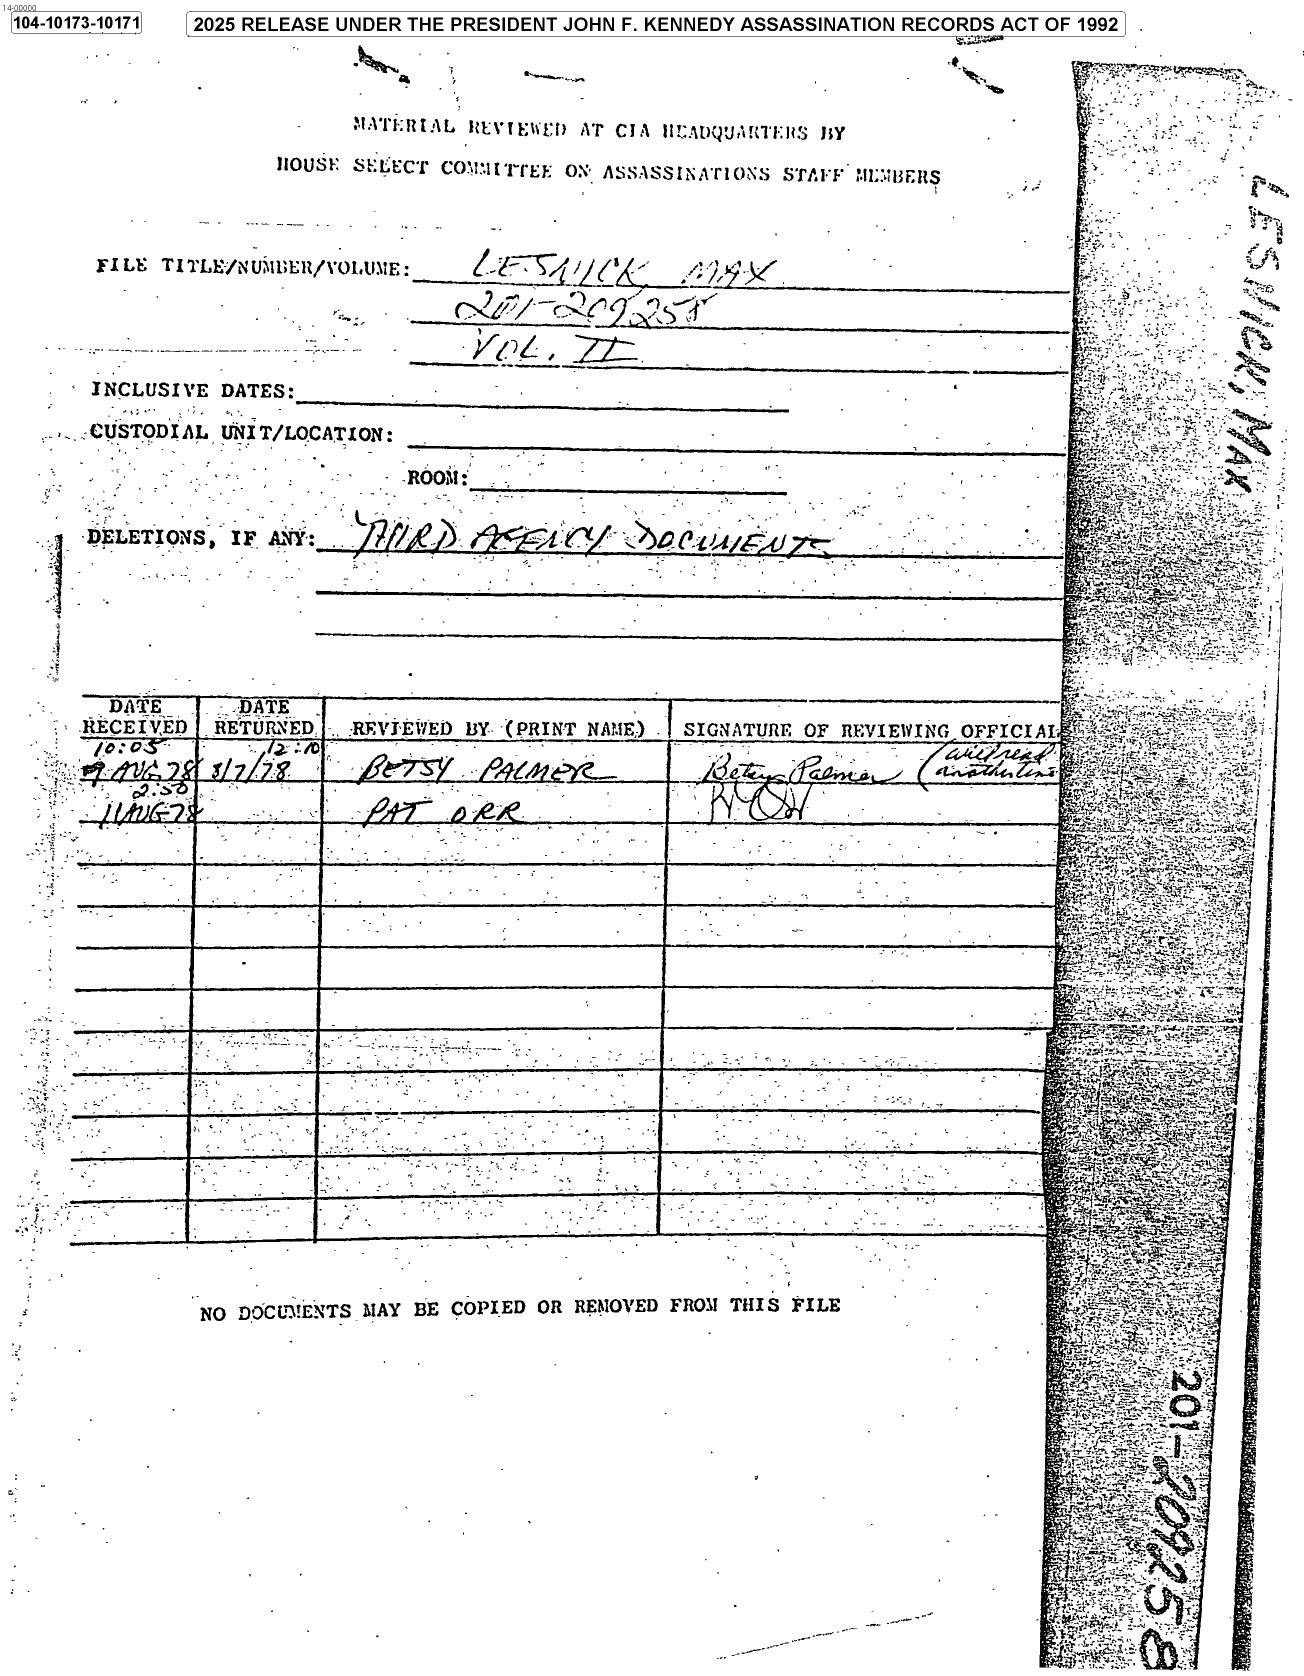 14-00000
104-10173-10171
2025 RELEASE UNDER THE PRESIDENT JOHN F. KENNEDY ASSASSINATION RECORDS ACT OF 1992
MATERIAL REVIEWED AT CIA HEADQUARTERS BY
HOUSE SELECT COMMITTEE ON ASSASSINATIONS STAFF MEMBERS
LESNICK, MAX
FILE TITLE/NUMBER/VOLUME: LESNICK MAX
201-209258
VOL. II
INCLUSIVE DATES:
CUSTODIAL UNIT/LOCATION:
ROOM:
DELETIONS, IF ANY: THIRD AGENCY DOCUMENTS
DATE RECEIVED DATE RETURNED REVIEWED BY (PRINT NAME) SIGNATURE OF REVIEWING OFFICIAL
10:05 12:10 (will read
9 AUG 78 8/7/78 BETSY PALMER Betsy Palmer another time
2:50
11 AUG 78 PAT ORR
NO DOCUMENTS MAY BE COPIED OR REMOVED FROM THIS FILE
201-209258